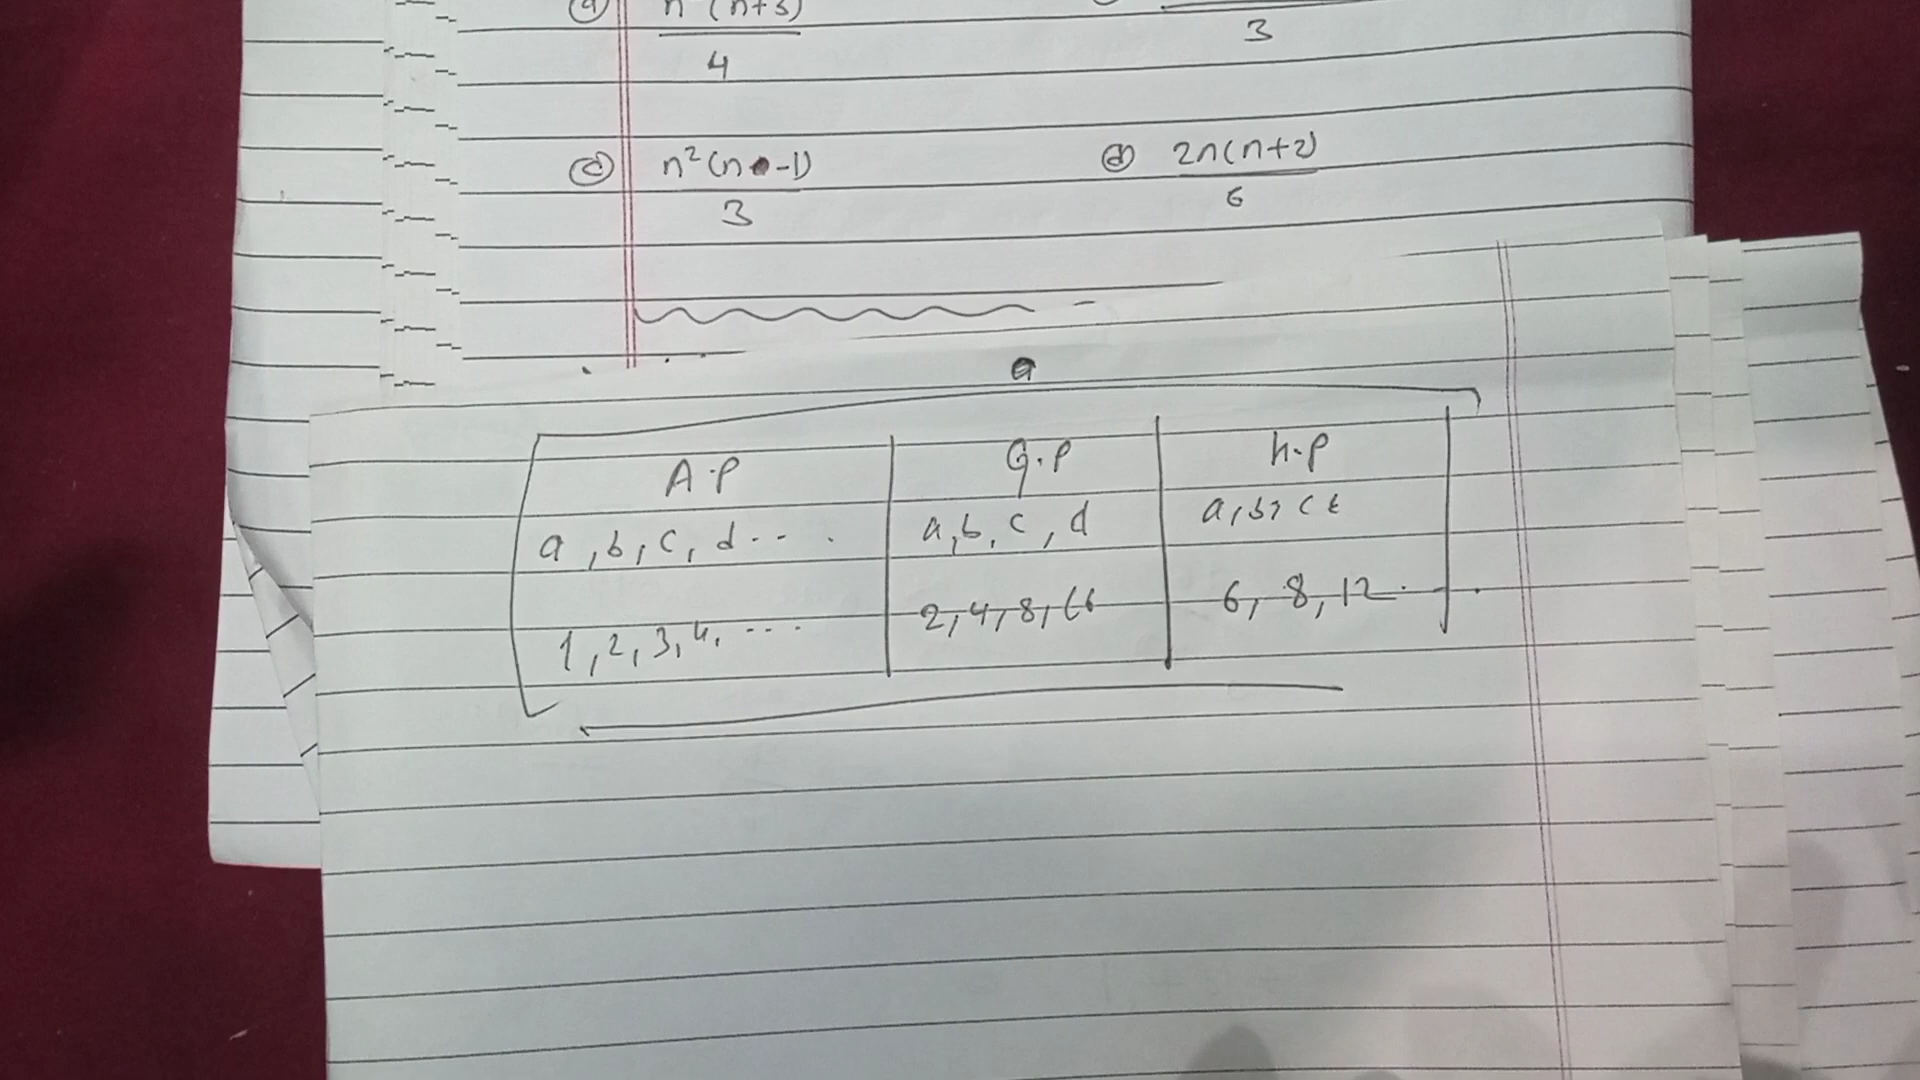 n (n+3)
4
3
c n²(n -1)
3
d 2n(n+2)
6
A.P G.P h.p
a, b, c, d... a, b, c, d a, b, c
1, 2, 3, 4, ... 2, 4, 8, 16 6, 8, 12...